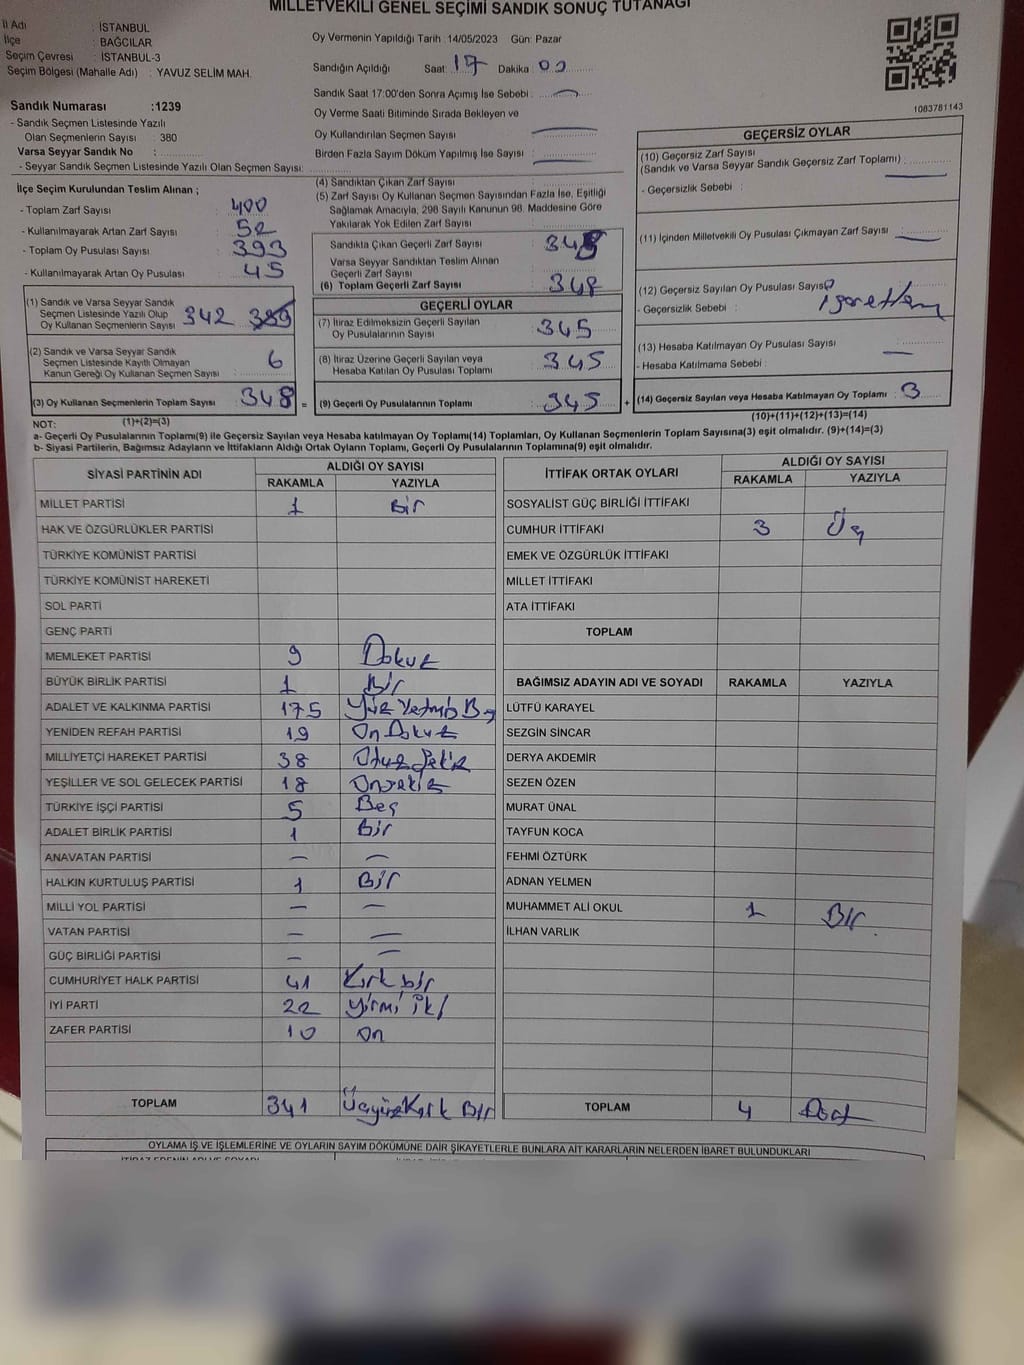 MİLLETVEKİLİ GENEL SEÇİMİ SANDIK SONUÇ TUTANAĞI
İl Adı : İSTANBUL
İlçe : BAĞCILAR
Seçim Çevresi : İSTANBUL-3
Seçim Bölgesi (Mahalle Adı) : YAVUZ SELİM MAH.
Oy Vermenin Yapıldığı Tarih : 14/05/2023 Gün: Pazar
Sandığın Açıldığı Saat 17 Dakika 00
Sandık Saat 17:00'den Sonra Açılmış İse Sebebi : —
Oy Verme Saati Bitiminde Sırada Bekleyen ve
Oy Kullandırılan Seçmen Sayısı —
Birden Fazla Sayım Döküm Yapılmış İse Sayısı —
1083781143
Sandık Numarası :1239
- Sandık Seçmen Listesinde Yazılı
Olan Seçmenlerin Sayısı : 380
Varsa Seyyar Sandık No :
- Seyyar Sandık Seçmen Listesinde Yazılı Olan Seçmen Sayısı:
İlçe Seçim Kurulundan Teslim Alınan ;
- Toplam Zarf Sayısı : 400
- Kullanılmayarak Artan Zarf Sayısı : 52
- Toplam Oy Pusulası Sayısı : 393
- Kullanılmayarak Artan Oy Pusulası : 45
(1) Sandık ve Varsa Seyyar Sandık
Seçmen Listesinde Yazılı Olup
Oy Kullanan Seçmenlerin Sayısı 342
(2) Sandık ve Varsa Seyyar Sandık
Seçmen Listesinde Kayıtlı Olmayan
Kanun Gereği Oy Kullanan Seçmen Sayısı : 6
(3) Oy Kullanan Seçmenlerin Toplam Sayısı : 348 =
(1)+(2)=(3)
(4) Sandıktan Çıkan Zarf Sayısı :
(5) Zarf Sayısı Oy Kullanan Seçmen Sayısından Fazla İse, Eşitliği
Sağlamak Amacıyla, 298 Sayılı Kanunun 98. Maddesine Göre
Yakılarak Yok Edilen Zarf Sayısı :
Sandıkta Çıkan Geçerli Zarf Sayısı : 348
Varsa Seyyar Sandıktan Teslim Alınan
Geçerli Zarf Sayısı :
(6) Toplam Geçerli Zarf Sayısı : 348
GEÇERLİ OYLAR
(7) İtiraz Edilmeksizin Geçerli Sayılan
Oy Pusulalarının Sayısı : 345
(8) İtiraz Üzerine Geçerli Sayılan veya
Hesaba Katılan Oy Pusulası Toplamı : 345
(9) Geçerli Oy Pusulalarının Toplamı : 345 +
GEÇERSİZ OYLAR
(10) Geçersiz Zarf Sayısı
(Sandık ve Varsa Seyyar Sandık Geçersiz Zarf Toplamı) : —
- Geçersizlik Sebebi :
(11) İçinden Milletvekili Oy Pusulası Çıkmayan Zarf Sayısı —
(12) Geçersiz Sayılan Oy Pusulası Sayısı
- Geçersizlik Sebebi :
(13) Hesaba Katılmayan Oy Pusulası Sayısı : —
- Hesaba Katılmama Sebebi :
(14) Geçersiz Sayılan veya Hesaba Katılmayan Oy Toplamı : 3
(10)+(11)+(12)+(13)=(14)
NOT:
a- Geçerli Oy Pusulalarının Toplamı(9) ile Geçersiz Sayılan veya Hesaba katılmayan Oy Toplamı(14) Toplamları, Oy Kullanan Seçmenlerin Toplam Sayısına(3) eşit olmalıdır. (9)+(14)=(3)
b- Siyasi Partilerin, Bağımsız Adayların ve İttifakların Aldığı Ortak Oyların Toplamı, Geçerli Oy Pusulalarının Toplamına(9) eşit olmalıdır.
SİYASİ PARTİNİN ADI ALDIĞI OY SAYISI
RAKAMLA YAZIYLA
MİLLET PARTİSİ 1 Bir
HAK VE ÖZGÜRLÜKLER PARTİSİ
TÜRKİYE KOMÜNİST PARTİSİ
TÜRKİYE KOMÜNİST HAREKETİ
SOL PARTİ
GENÇ PARTİ
MEMLEKET PARTİSİ 9 Dokuz
BÜYÜK BİRLİK PARTİSİ 1 Bir
ADALET VE KALKINMA PARTİSİ 175 Yüz Yetmiş Beş
YENİDEN REFAH PARTİSİ 19 On Dokuz
MİLLİYETÇİ HAREKET PARTİSİ 38 Otuz Sekiz
YEŞİLLER VE SOL GELECEK PARTİSİ 18 Onsekiz
TÜRKİYE İŞÇİ PARTİSİ 5 Beş
ADALET BİRLİK PARTİSİ 1 Bir
ANAVATAN PARTİSİ — —
HALKIN KURTULUŞ PARTİSİ 1 Bir
MİLLİ YOL PARTİSİ — —
VATAN PARTİSİ — —
GÜÇ BİRLİĞİ PARTİSİ — —
CUMHURİYET HALK PARTİSİ 41 Kırk bir
İYİ PARTİ 22 Yirmi İki
ZAFER PARTİSİ 10 On
TOPLAM 341 Üçyüz Kırk Bir
İTTİFAK ORTAK OYLARI ALDIĞI OY SAYISI
RAKAMLA YAZIYLA
SOSYALİST GÜÇ BİRLİĞİ İTTİFAKI
CUMHUR İTTİFAKI 3 Üç
EMEK VE ÖZGÜRLÜK İTTİFAKI
MİLLET İTTİFAKI
ATA İTTİFAKI
TOPLAM
BAĞIMSIZ ADAYIN ADI VE SOYADI RAKAMLA YAZIYLA
LÜTFÜ KARAYEL
SEZGİN SİNCAR
DERYA AKDEMİR
SEZEN ÖZEN
MURAT ÜNAL
TAYFUN KOCA
FEHMİ ÖZTÜRK
ADNAN YELMEN
MUHAMMET ALİ OKUL 1 Bir
İLHAN VARLIK
TOPLAM 4 Dört
OYLAMA İŞ VE İŞLEMLERİNE VE OYLARIN SAYIM DÖKÜMÜNE DAİR ŞİKAYETLERLE BUNLARA AİT KARARLARIN NELERDEN İBARET BULUNDUKLARI